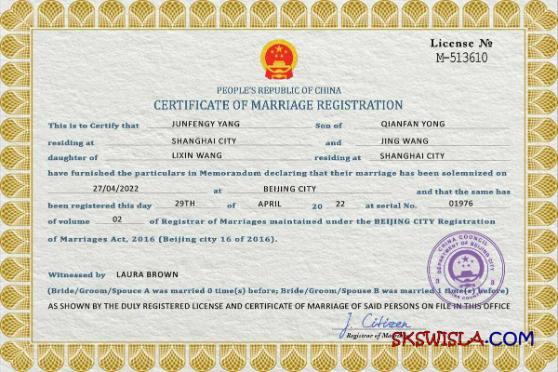 License №
M-513610
PEOPLE'S REPUBLIC OF CHINA
CERTIFICATE OF MARRIAGE REGISTRATION
This is to Certify that JUNFENGY YANG Son of QIANFAN YONG
residing at SHANGHAI CITY and JING WANG
daughter of LIXIN WANG residing at SHANGHAI CITY
have furnished the particulars in Memorandum declaring that their marriage has been solemnized on
27/04/2022 at BEIJING CITY and that the same has
been registered this day 29TH of APRIL 20 22 at serial No. 01976
of volume 02 of Registrar of Marriages maintained under the BEIJING CITY Registration
of Marriages Act, 2016 (Beijing city 16 of 2016).
CHINA COUNCIL
DEPARTMENT OF BEIJING CITY
Witnessed by LAURA BROWN
(Bride/Groom/Spouce A was married 0 time(s) before; Bride/Groom/Spouse B was married 1 time(s) before)
AS SHOWN BY THE DULY REGISTERED LICENSE AND CERTIFICATE OF MARRIAGE OF SAID PERSONS ON FILE IN THIS OFFICE
J. Citizen
Registrar of
SKSWISLA.COM